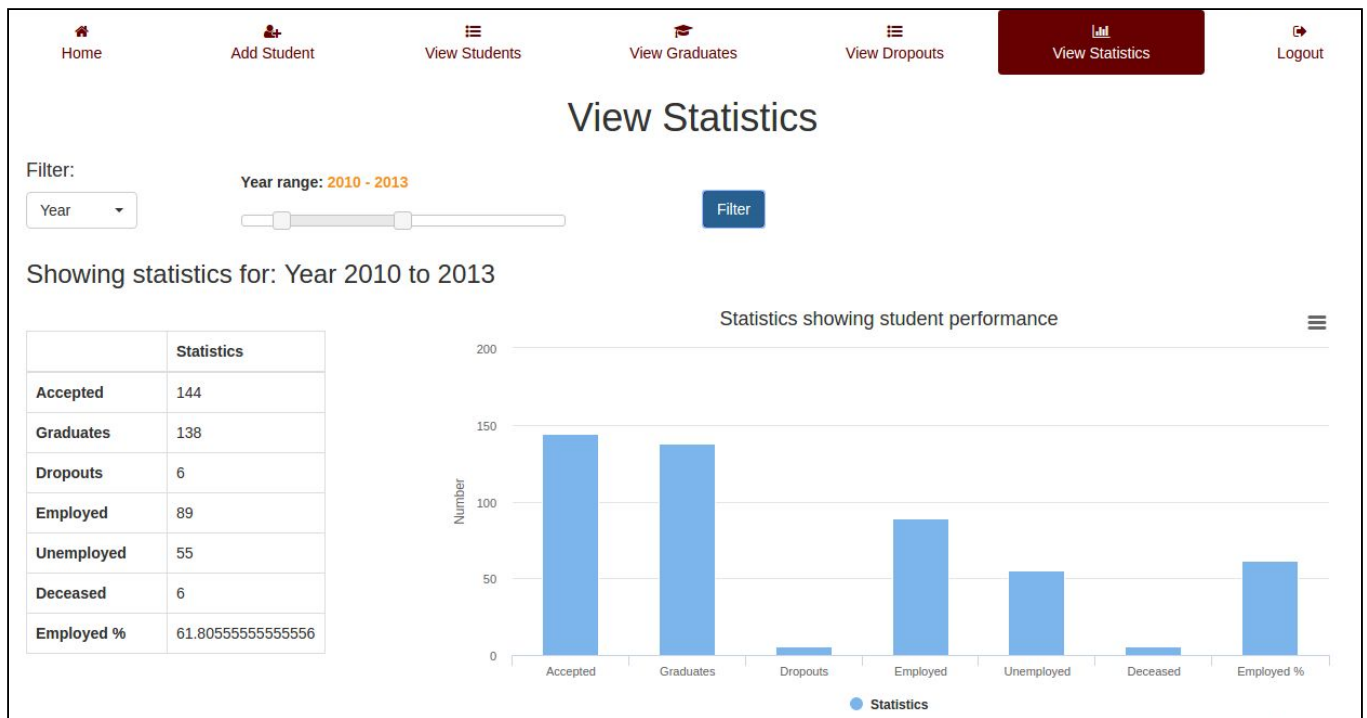 Home Add Student View Students View Graduates View Dropouts View Statistics Logout
View Statistics
Filter:
Year range: 2010 - 2013
Year
Filter
Showing statistics for: Year 2010 to 2013
Statistics
Accepted 144
Graduates 138
Dropouts 6
Employed 89
Unemployed 55
Deceased 6
Employed % 61.80555555555556
Statistics showing student performance
Number
200
150
100
50
0
Accepted Graduates Dropouts Employed Unemployed Deceased Employed %
Statistics